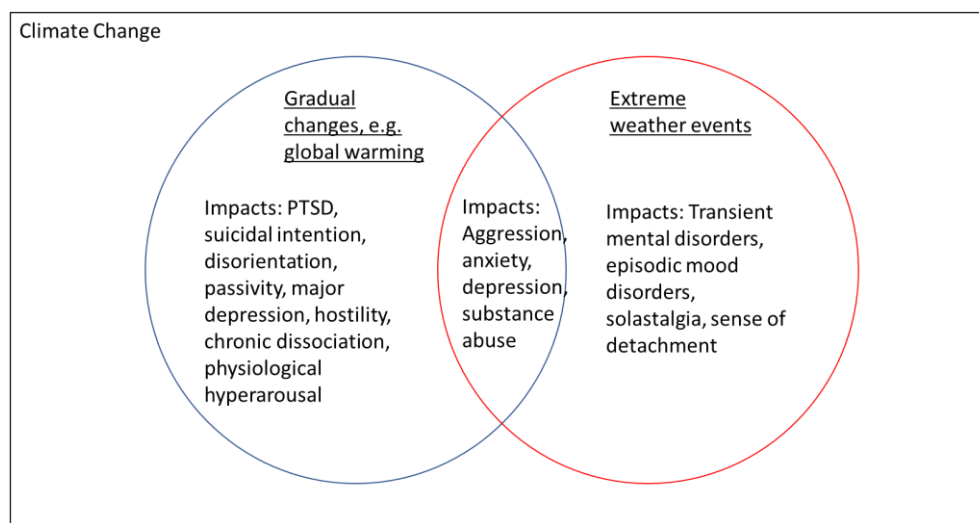 Climate Change
Gradual
changes, e.g.
global warming
Impacts: PTSD,
suicidal intention,
disorientation,
passivity, major
depression, hostility,
chronic dissociation,
physiological
hyperarousal
Impacts:
Aggression,
anxiety,
depression,
substance
abuse
Extreme
weather events
Impacts: Transient
mental disorders,
episodic mood
disorders,
solastalgia, sense of
detachment